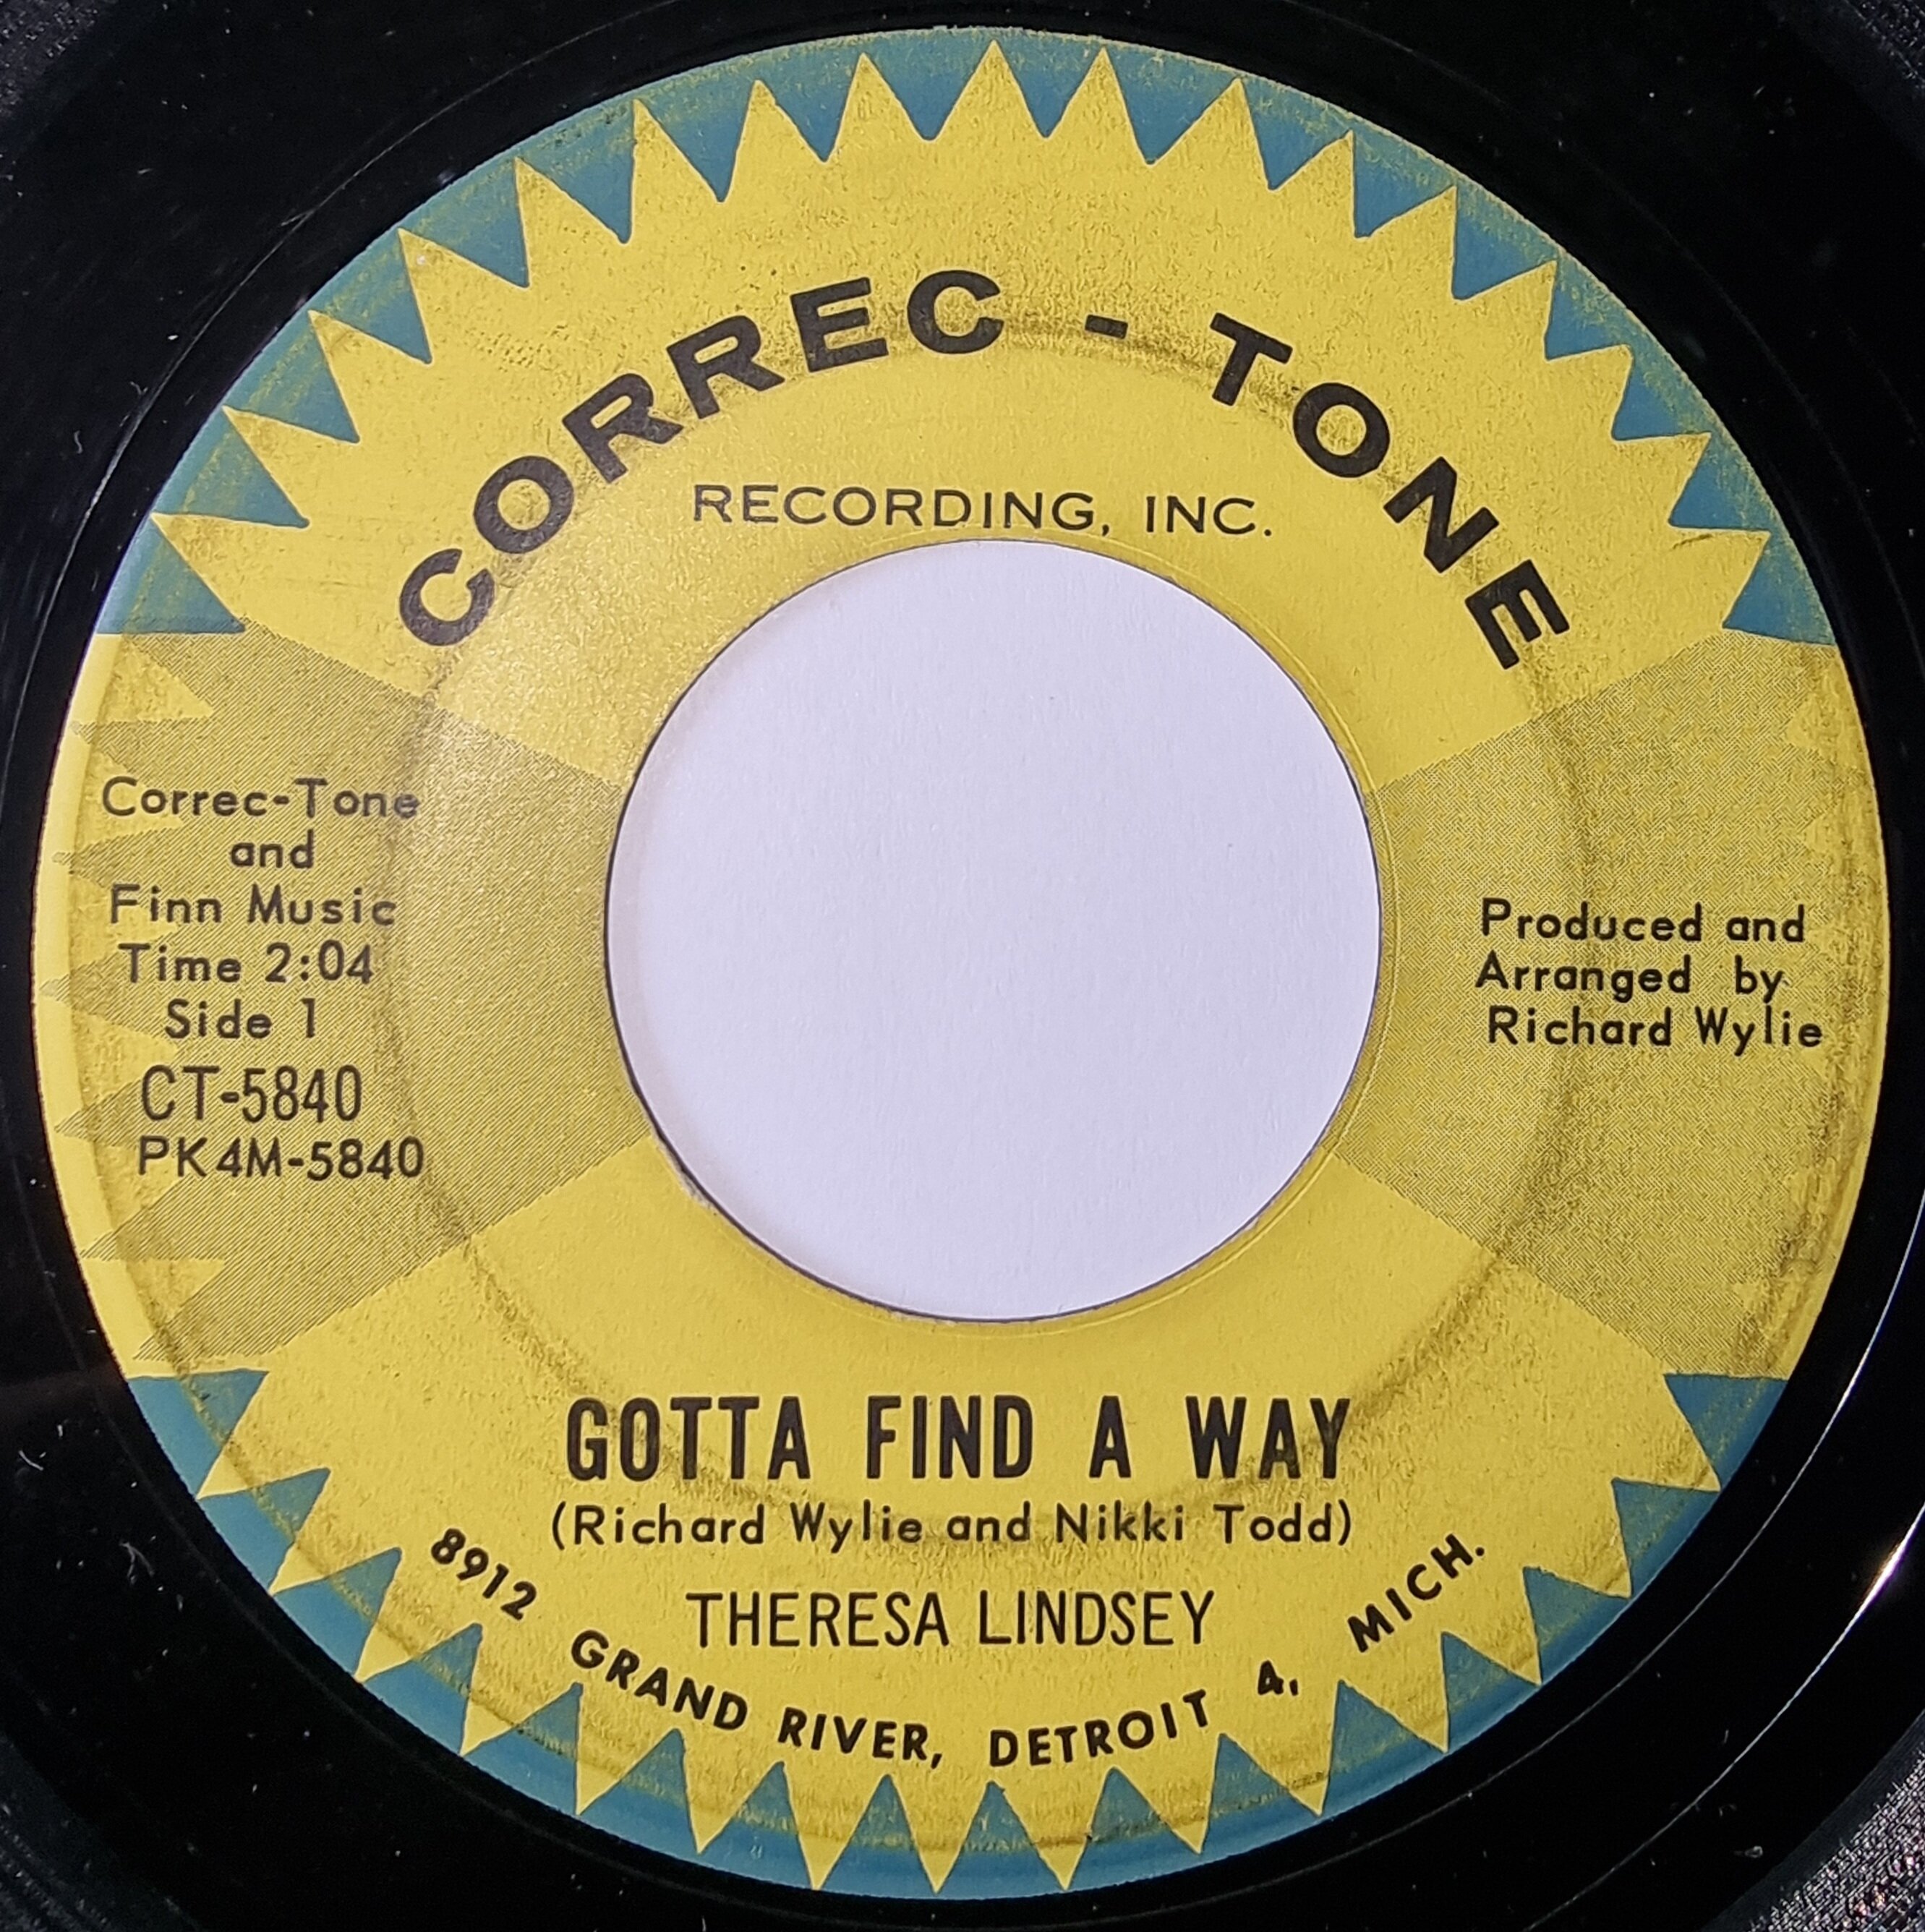 CORREC - TONE
RECORDING, INC.
Correc-Tone
and
Finn Music
Time 2:04
Side 1
CT-5840
PK4M-5840
Produced and
Arranged by
Richard Wylie
GOTTA FIND A WAY
(Richard Wylie and Nikki Todd)
THERESA LINDSEY
8912 GRAND RIVER, DETROIT 4, MICH.